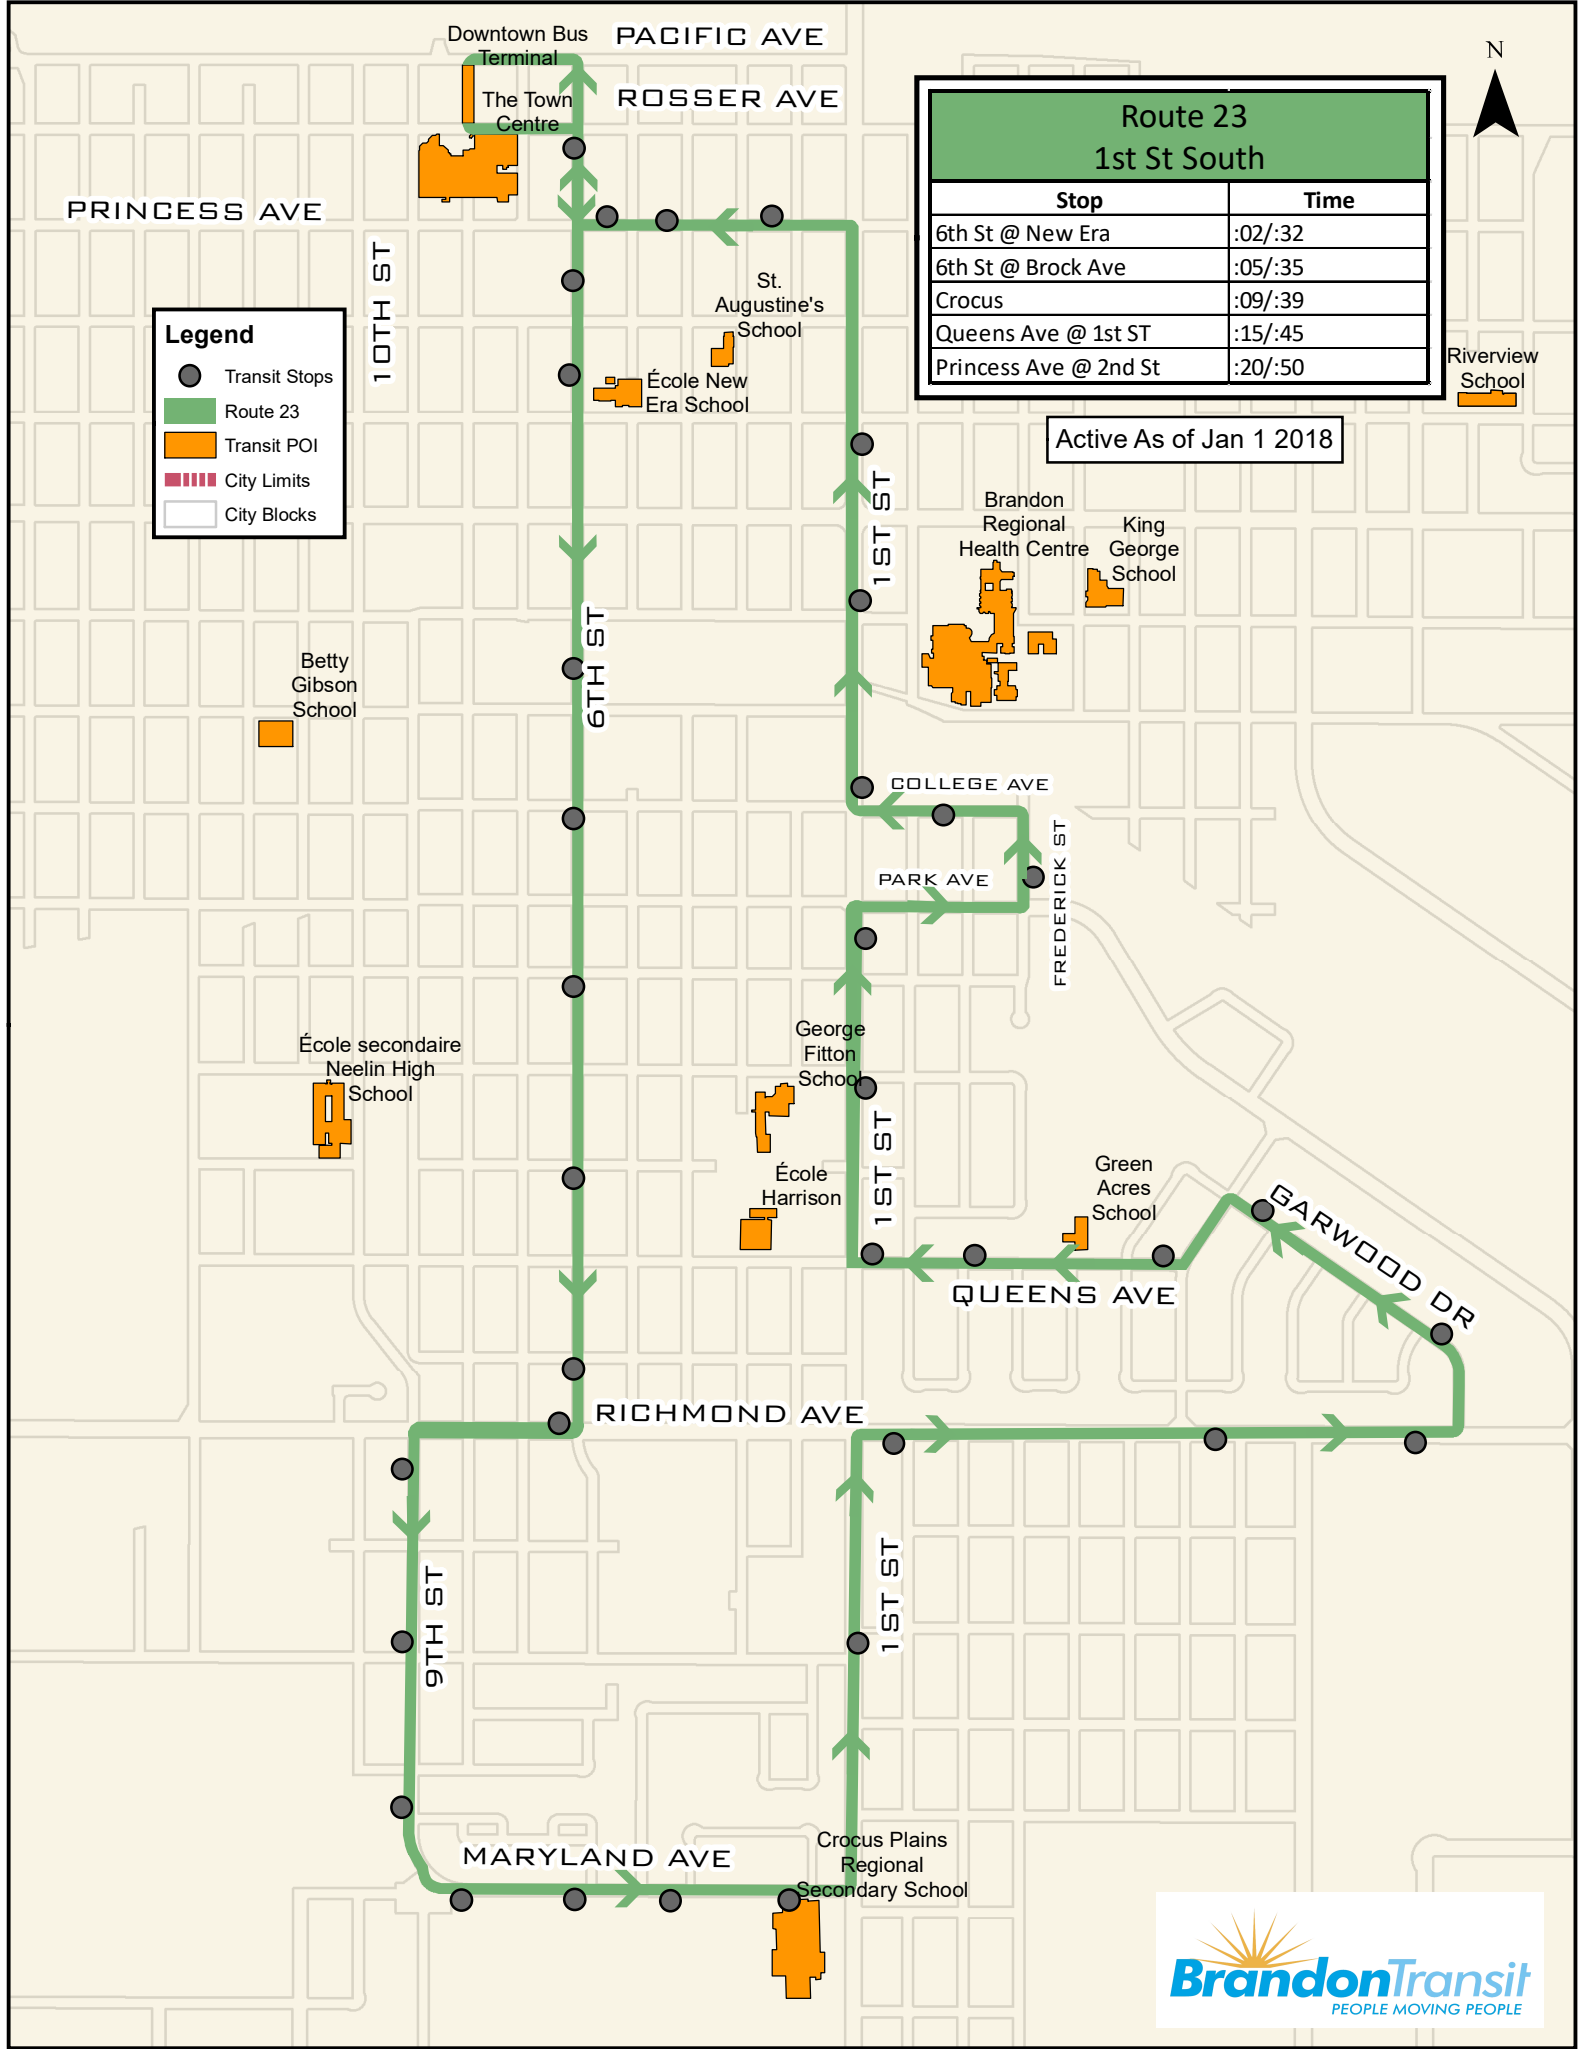 Downtown Bus
Terminal
PACIFIC AVE
The Town
Centre
ROSSER AVE
N
Route 23
1st St South
Stop Time
6th St @ New Era :02/:32
6th St @ Brock Ave :05/:35
Crocus :09/:39
Queens Ave @ 1st ST :15/:45
Princess Ave @ 2nd St :20/:50
PRINCESS AVE
10TH ST
St.
Augustine's
School
Legend
Transit Stops
Route 23
Transit POI
City Limits
City Blocks
École New
Era School
Riverview
School
Active As of Jan 1 2018
1ST ST
Brandon
Regional
Health Centre
King
George
School
6TH ST
Betty
Gibson
School
COLLEGE AVE
PARK AVE
FREDERICK ST
École secondaire
Neelin High
School
George
Fitton
School
1ST ST
École
Harrison
Green
Acres
School
GARWOOD DR
QUEENS AVE
RICHMOND AVE
9TH ST
1ST ST
MARYLAND AVE
Crocus Plains
Regional
Secondary School
BrandonTransit
PEOPLE MOVING PEOPLE